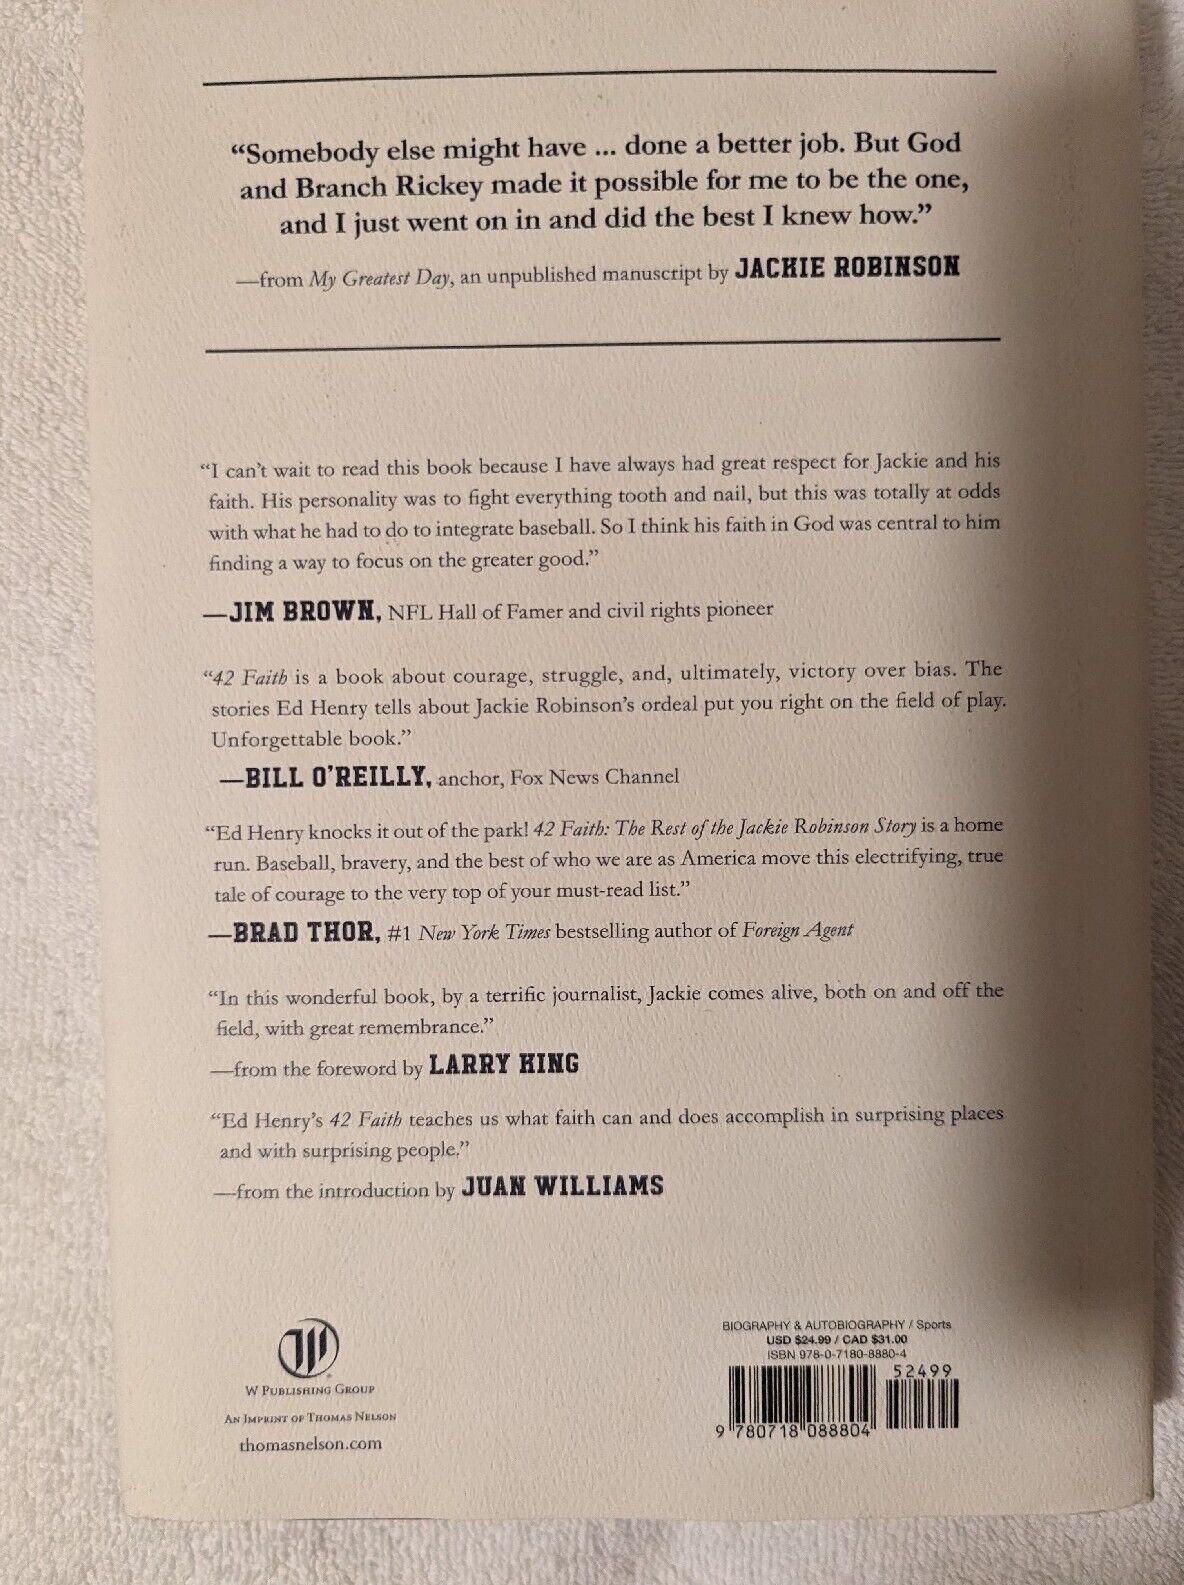 “Somebody else might have ... done a better job. But God
and Branch Rickey made it possible for me to be the one,
and I just went on in and did the best I knew how.”
—from My Greatest Day, an unpublished manuscript by JACKIE ROBINSON
“I can’t wait to read this book because I have always had great respect for Jackie and his
faith. His personality was to fight everything tooth and nail, but this was totally at odds
with what he had to do to integrate baseball. So I think his faith in God was central to him
finding a way to focus on the greater good.”
—JIM BROWN, NFL Hall of Famer and civil rights pioneer
“42 Faith is a book about courage, struggle, and, ultimately, victory over bias. The
stories Ed Henry tells about Jackie Robinson’s ordeal put you right on the field of play.
Unforgettable book.”
—BILL O’REILLY, anchor, Fox News Channel
“Ed Henry knocks it out of the park! 42 Faith: The Rest of the Jackie Robinson Story is a home
run. Baseball, bravery, and the best of who we are as America move this electrifying, true
tale of courage to the very top of your must-read list.”
—BRAD THOR, #1 New York Times bestselling author of Foreign Agent
“In this wonderful book, by a terrific journalist, Jackie comes alive, both on and off the
field, with great remembrance.”
—from the foreword by LARRY KING
“Ed Henry’s 42 Faith teaches us what faith can and does accomplish in surprising places
and with surprising people.”
—from the introduction by JUAN WILLIAMS
W
W PUBLISHING GROUP
AN IMPRINT OF THOMAS NELSON
thomasnelson.com
BIOGRAPHY & AUTOBIOGRAPHY / Sports
USD $24.99 / CAD $31.00
ISBN 978-0-7180-8880-4
52499
9 780718 088804